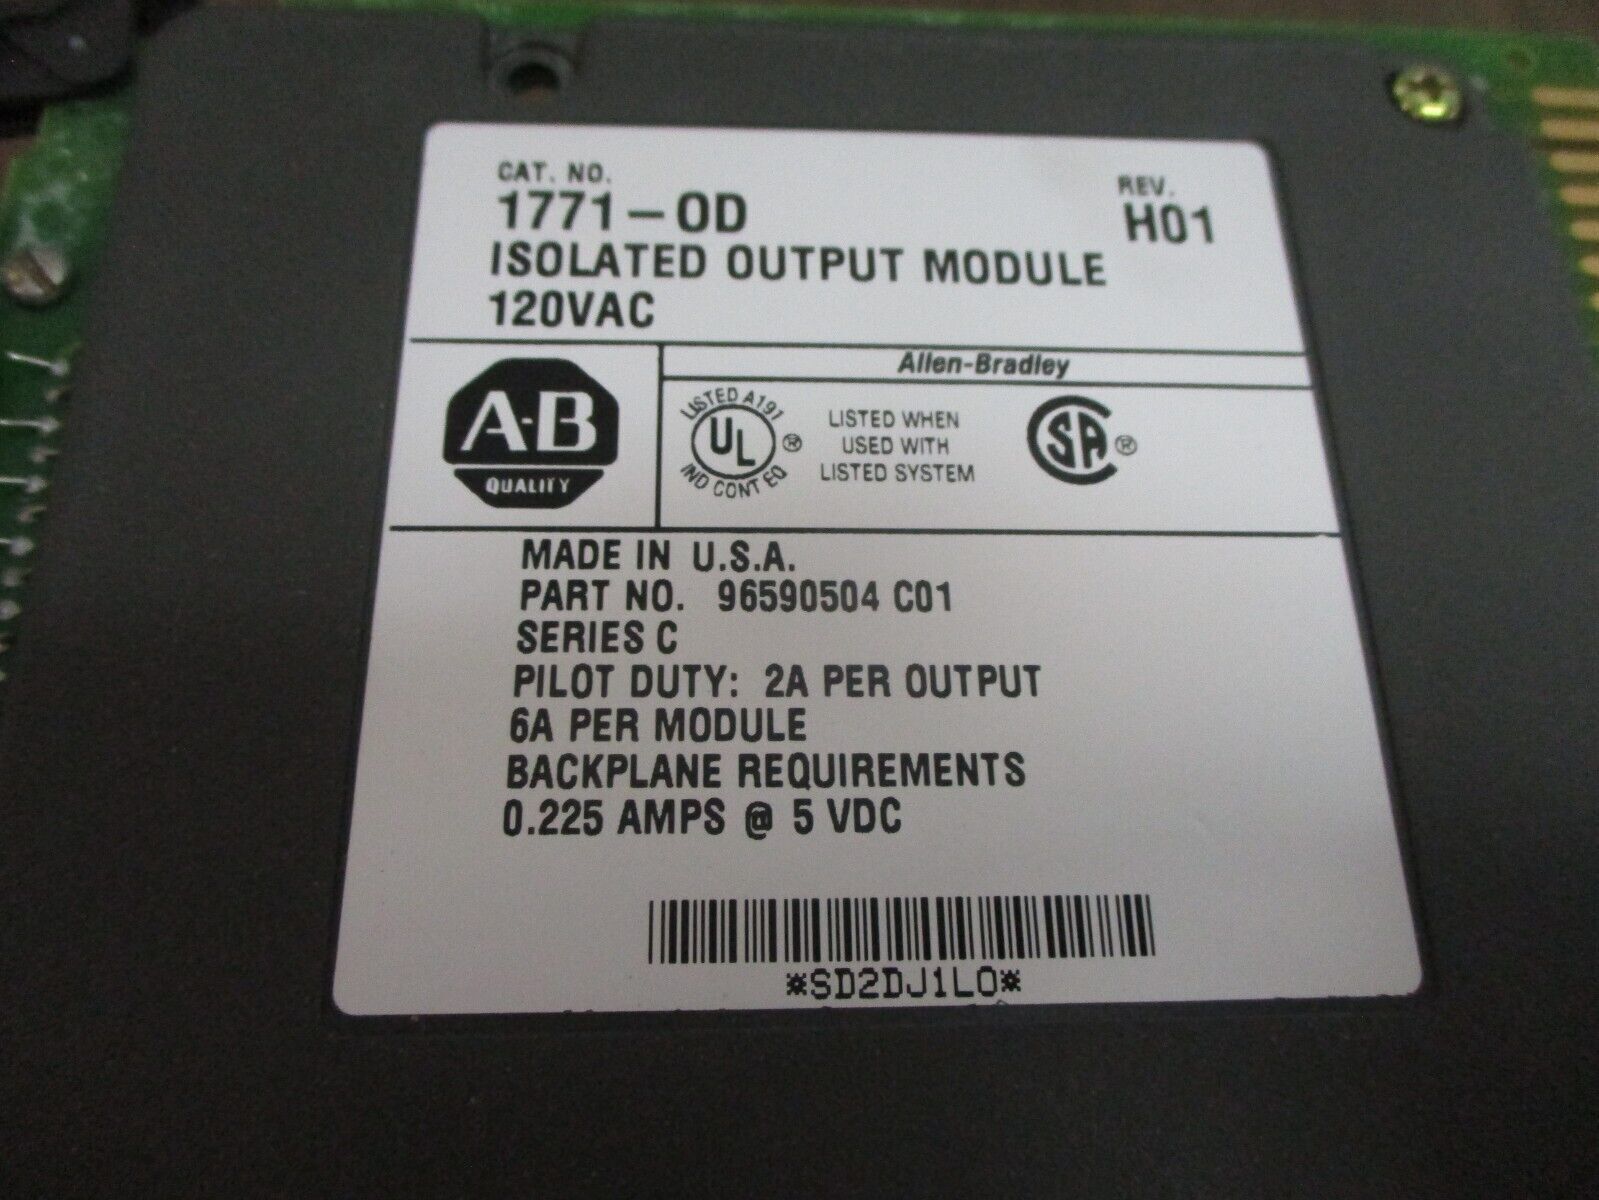 CAT. NO.
1771-OD
REV.
H01
ISOLATED OUTPUT MODULE
120VAC
A-B
QUALITY
Allen-Bradley
LISTED A191
UL ®
IND CONT EQ
LISTED WHEN
USED WITH
LISTED SYSTEM
SA ®
MADE IN U.S.A.
PART NO. 96590504 C01
SERIES C
PILOT DUTY: 2A PER OUTPUT
6A PER MODULE
BACKPLANE REQUIREMENTS
0.225 AMPS @ 5 VDC
*SD2DJ1L0*